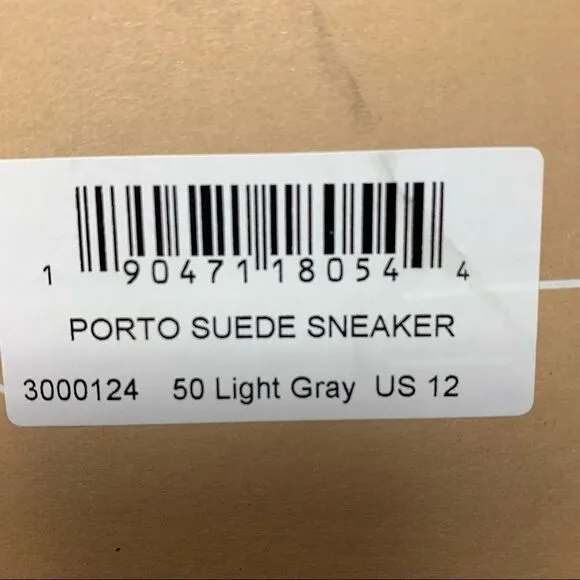 1 90471 18054 4
PORTO SUEDE SNEAKER
3000124 50 Light Gray US 12